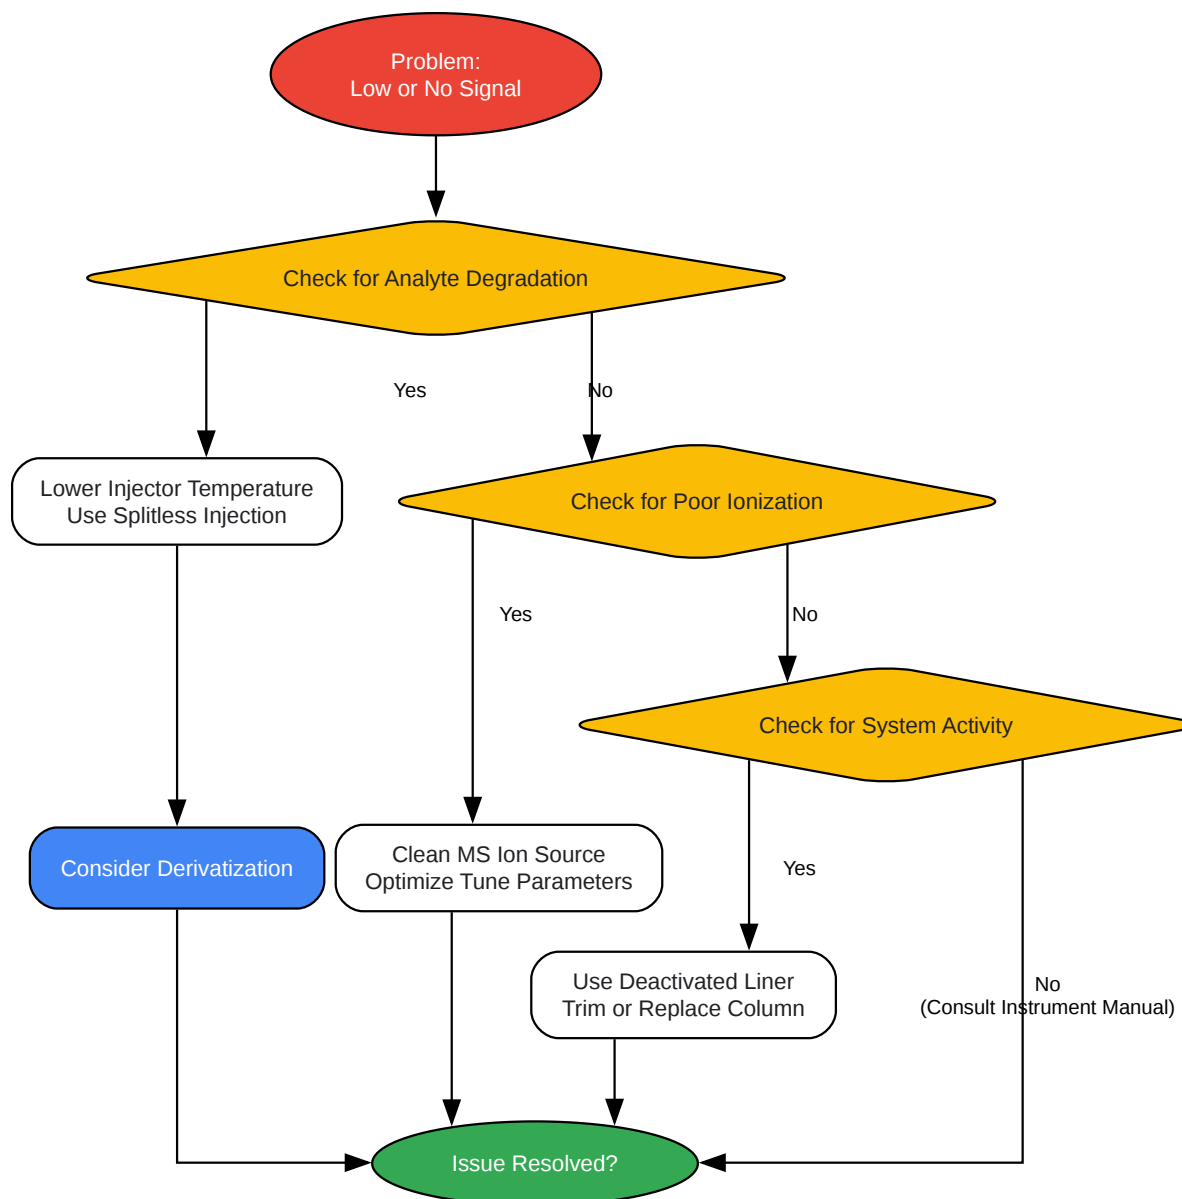 Problem:
Low or No Signal
Check for Analyte Degradation
Yes
No
Lower Injector Temperature
Use Splitless Injection
Check for Poor Ionization
Yes
No
Check for System Activity
Consider Derivatization
Clean MS Ion Source
Optimize Tune Parameters
Yes
Use Deactivated Liner
Trim or Replace Column
No
(Consult Instrument Manual)
Issue Resolved?